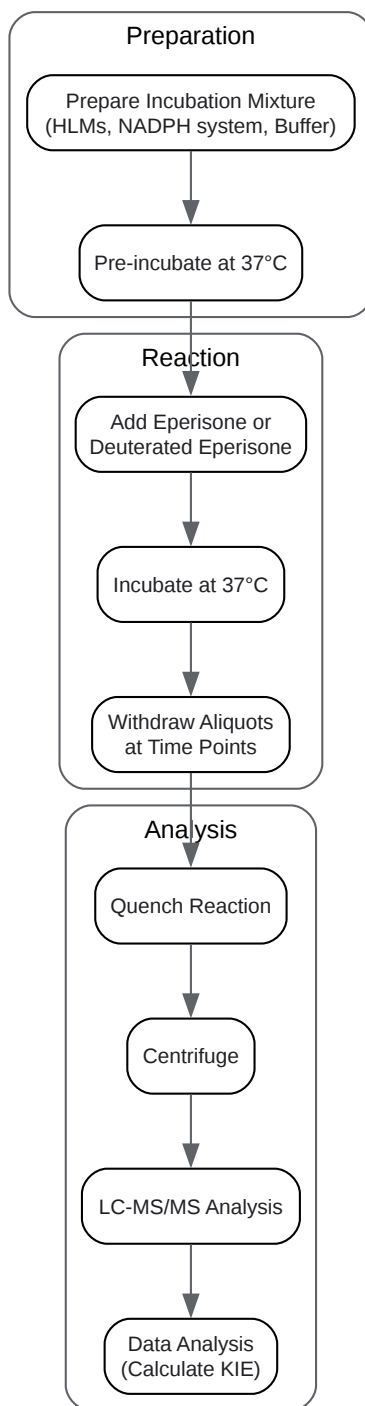 Preparation
Prepare Incubation Mixture
(HLMs, NADPH system, Buffer)
Pre-incubate at 37°C
Reaction
Add Eperisone or
Deuterated Eperisone
Incubate at 37°C
Withdraw Aliquots
at Time Points
Analysis
Quench Reaction
Centrifuge
LC-MS/MS Analysis
Data Analysis
(Calculate KIE)